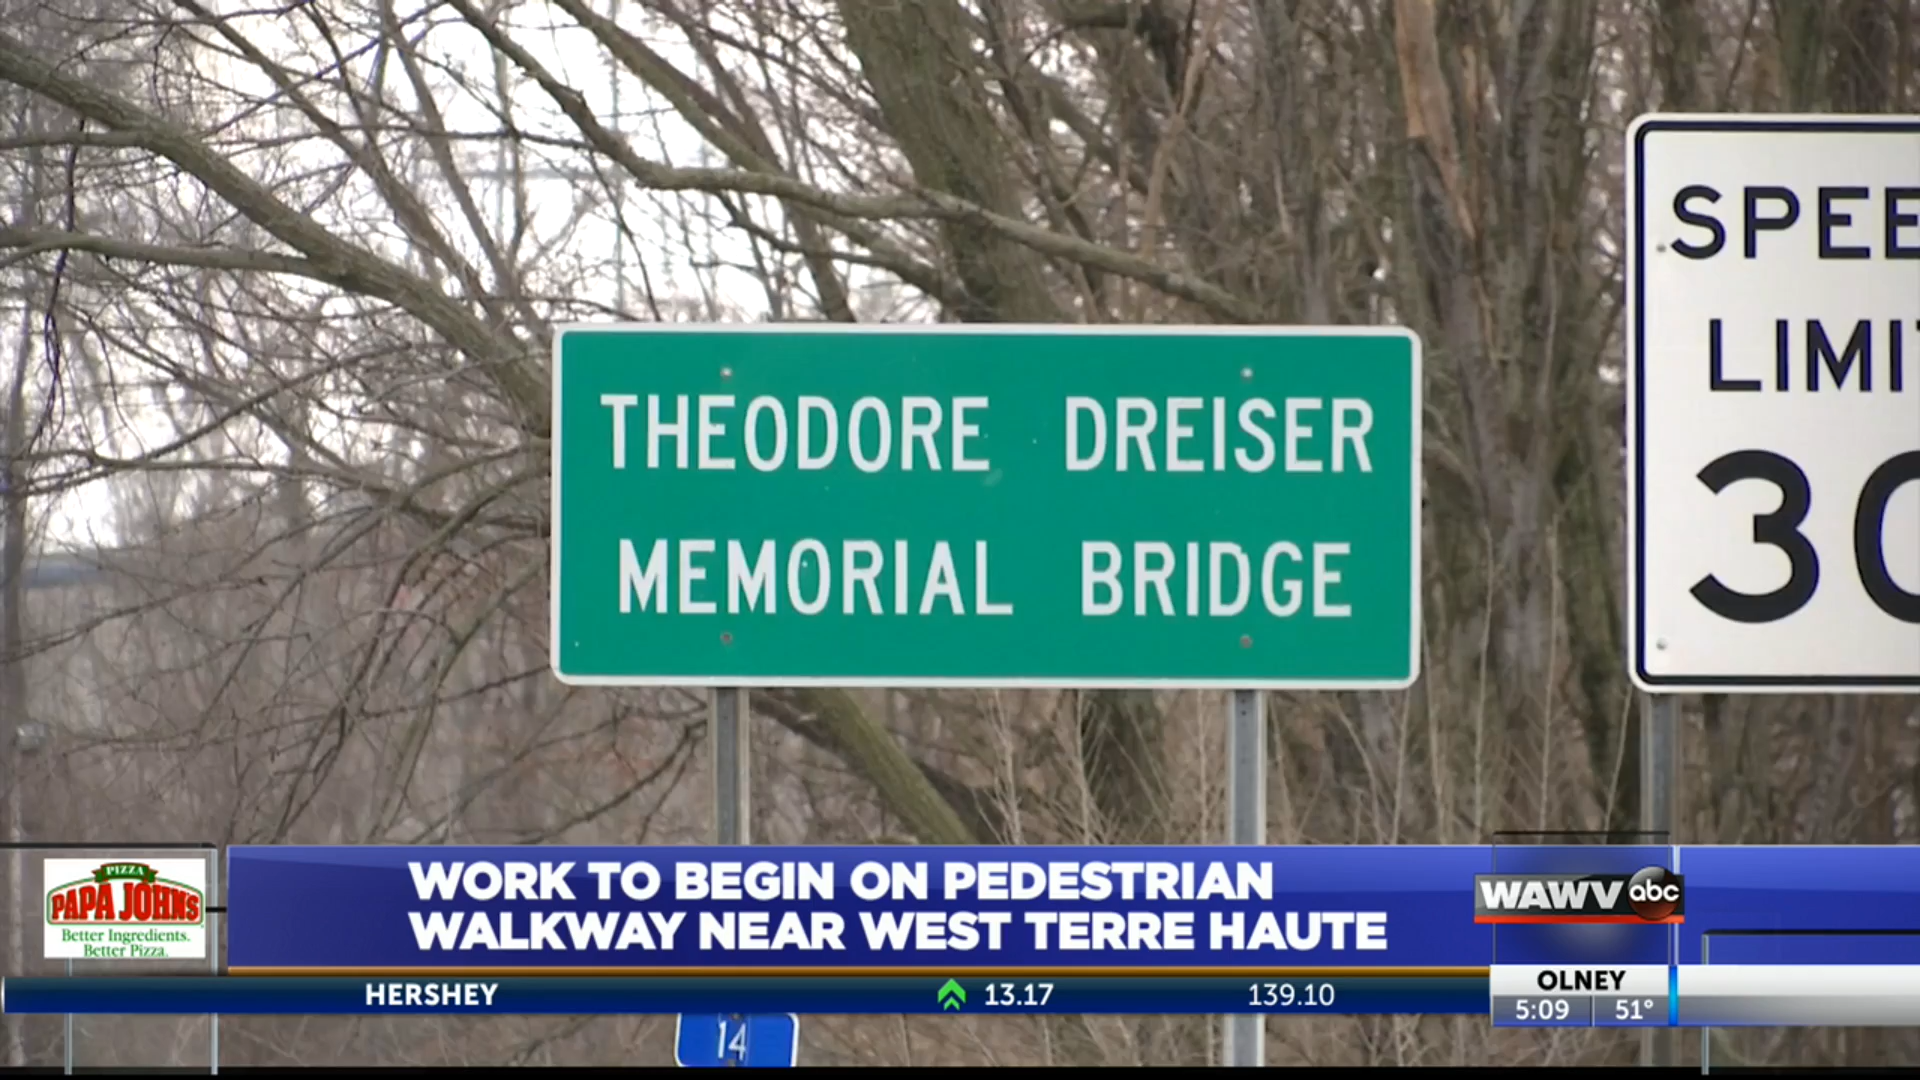 THEODORE DREISER
MEMORIAL BRIDGE
SPEE
LIMI
30
PIZZA
PAPA JOHNS
Better Ingredients.
Better Pizza.
WORK TO BEGIN ON PEDESTRIAN
WALKWAY NEAR WEST TERRE HAUTE
WAWV abc
HERSHEY 13.17 139.10
OLNEY
5:09 51°
14